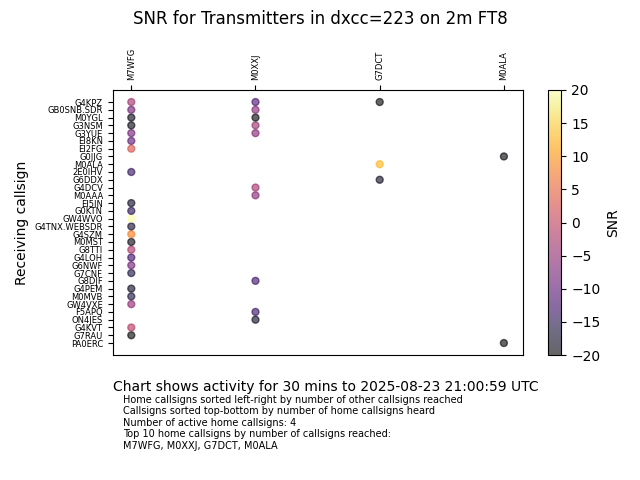 SNR for Transmitters in dxcc=223 on 2m FT8
M7WFG
M0XXJ
G7DCT
M0ALA
Receiving callsign
G4KPZ
GB0SNB.SDR
M0YGL
G3NSM
G3YUE
EI8KN
EI2FG
G0IJG
M0ALA
2E0IHV
G6DDX
G4DCV
M0AAA
EI5IN
G0KTN
GW4WVO
G4TNX.WEBSDR
G4SZM
M0MST
G8TTI
G4LOH
G6NWF
G7CNF
G8DIF
G4PEM
M0MVB
GW4VXE
F5APQ
ON4IES
G4KVT
G7RAU
PA0ERC
20
15
10
5
0
−5
−10
−15
−20
SNR
Chart shows activity for 30 mins to 2025-08-23 21:00:59 UTC
Home callsigns sorted left-right by number of other callsigns reached
Callsigns sorted top-bottom by number of home callsigns heard
Number of active home callsigns: 4
Top 10 home callsigns by number of callsigns reached:
M7WFG, M0XXJ, G7DCT, M0ALA